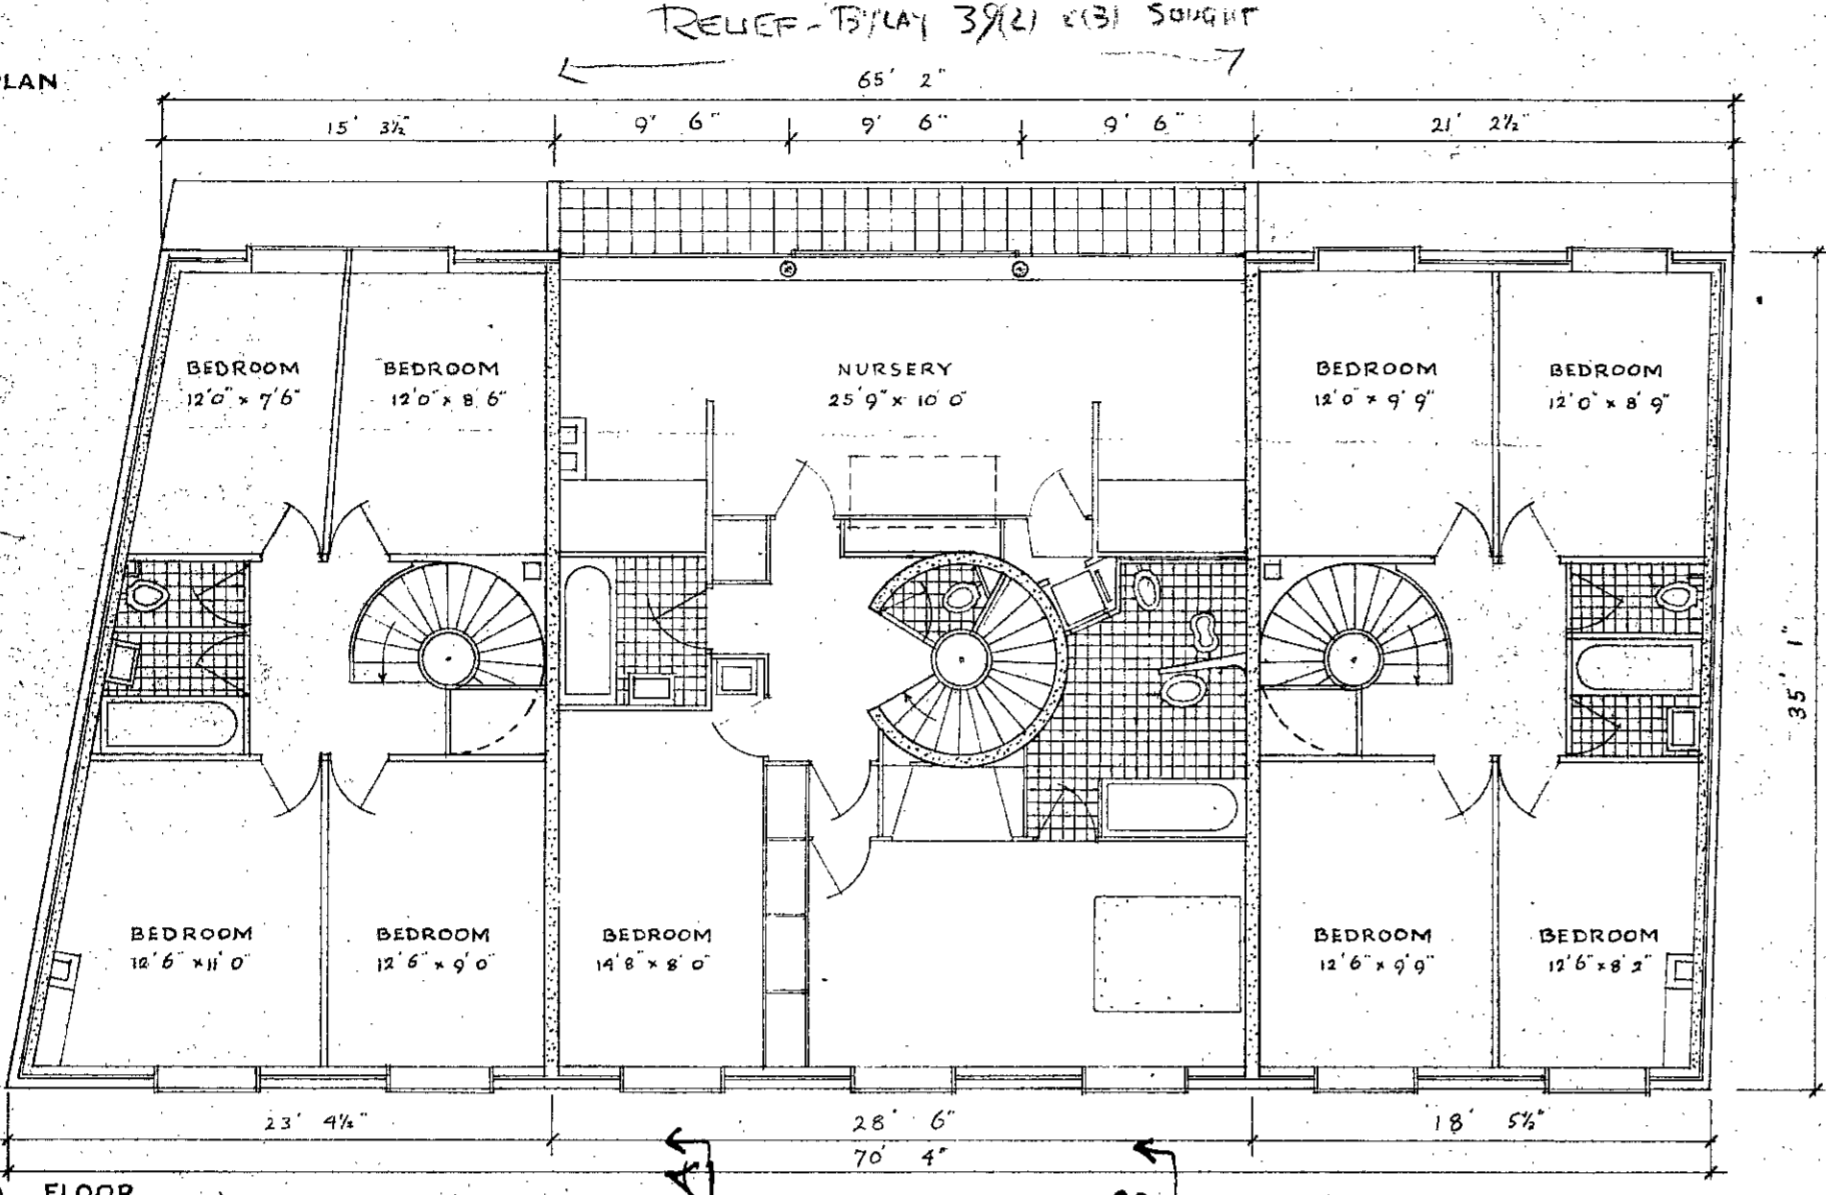 RELIEF - BYLAW 39(2) & (3) SOUGHT
PLAN
65' 2"
15' 3½" 9' 6" 9' 6" 9' 6" 21' 2½"
BEDROOM BEDROOM NURSERY BEDROOM BEDROOM
12'0" x 7'6" 12'0" x 8'6" 25'9" x 10'0" 12'0" x 9'9" 12'0" x 8'9"
35' 1"
BEDROOM BEDROOM BEDROOM BEDROOM BEDROOM
12'6" x 11'0" 12'6" x 9'0" 14'8" x 8'0" 12'6" x 9'9" 12'6" x 8'2"
23' 4½" 28' 6" 18' 5½"
70' 4"
FLOOR